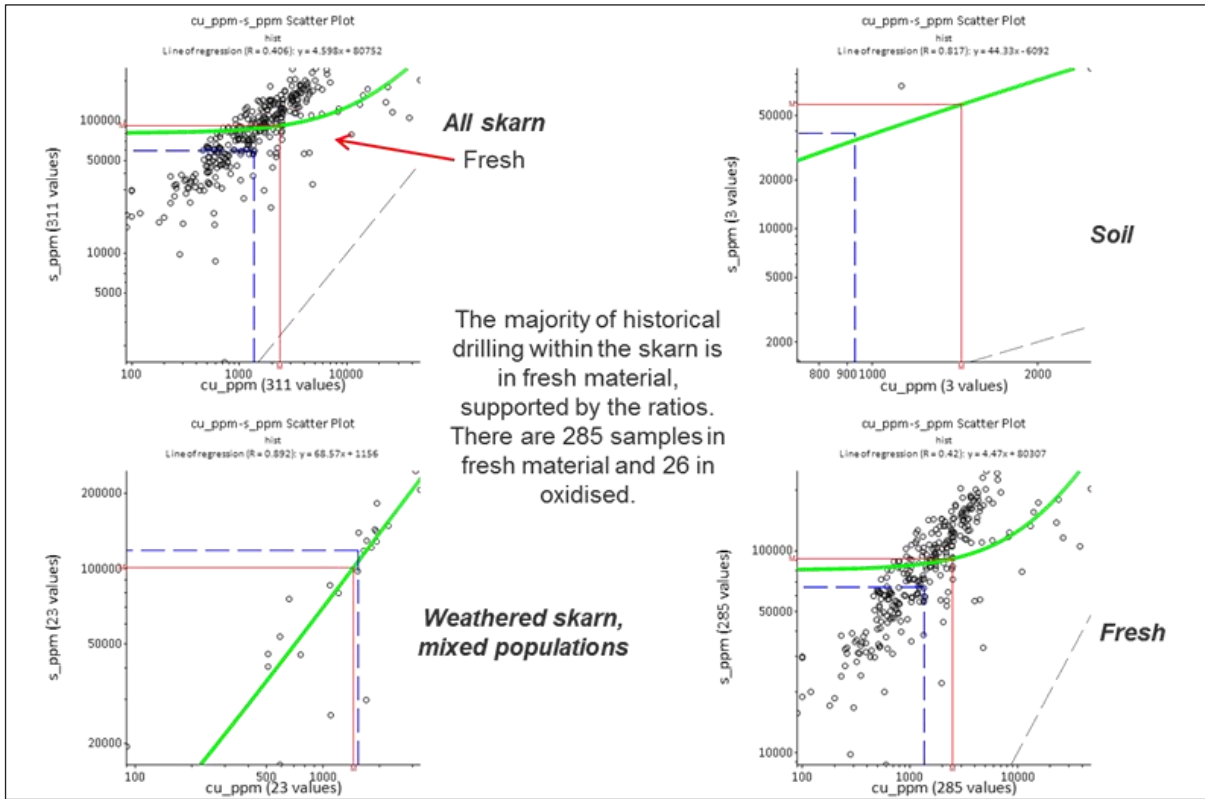 cu_ppm-s_ppm Scatter Plot
hist
Line of regression (R = 0.406): y = 4.598x + 80752
100000
50000
10000
5000
s_ppm (311 values)
100
1000
10000
cu_ppm (311 values)
All skarn
Fresh
cu_ppm-s_ppm Scatter Plot
hist
Line of regression (R = 0.817): y = 44.33x - 6092
50000
20000
10000
5000
2000
s_ppm (3 values)
800
900
1000
2000
cu_ppm (3 values)
Soil
The majority of historical
drilling within the skarn is
in fresh material,
supported by the ratios.
There are 285 samples in
fresh material and 26 in
oxidised.
cu_ppm-s_ppm Scatter Plot
hist
Line of regression (R = 0.892): y = 68.57x + 1156
200000
100000
50000
20000
s_ppm (23 values)
100
500
1000
cu_ppm (23 values)
Weathered skarn,
mixed populations
cu_ppm-s_ppm Scatter Plot
hist
Line of regression (R = 0.42): y = 4.47x + 80307
100000
50000
10000
s_ppm (285 values)
100
1000
10000
cu_ppm (285 values)
Fresh